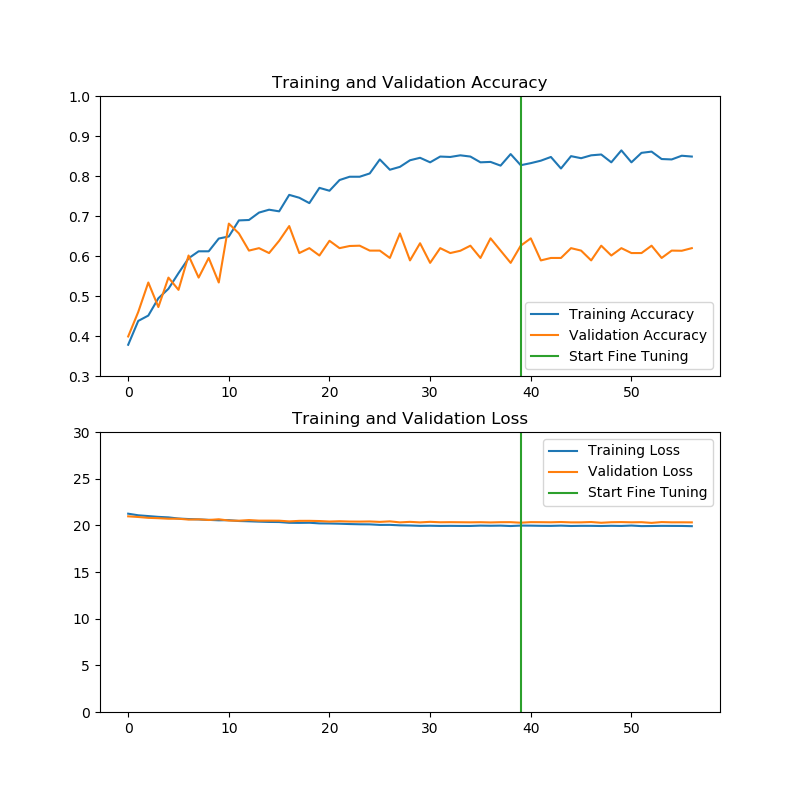 Training and Validation Accuracy
1.0
0.9
0.8
0.7
0.6
0.5
0.4
0.3
Training Accuracy
Validation Accuracy
Start Fine Tuning
0 10 20 30 40 50
Training and Validation Loss
30
25
20
15
10
5
0
Training Loss
Validation Loss
Start Fine Tuning
0 10 20 30 40 50